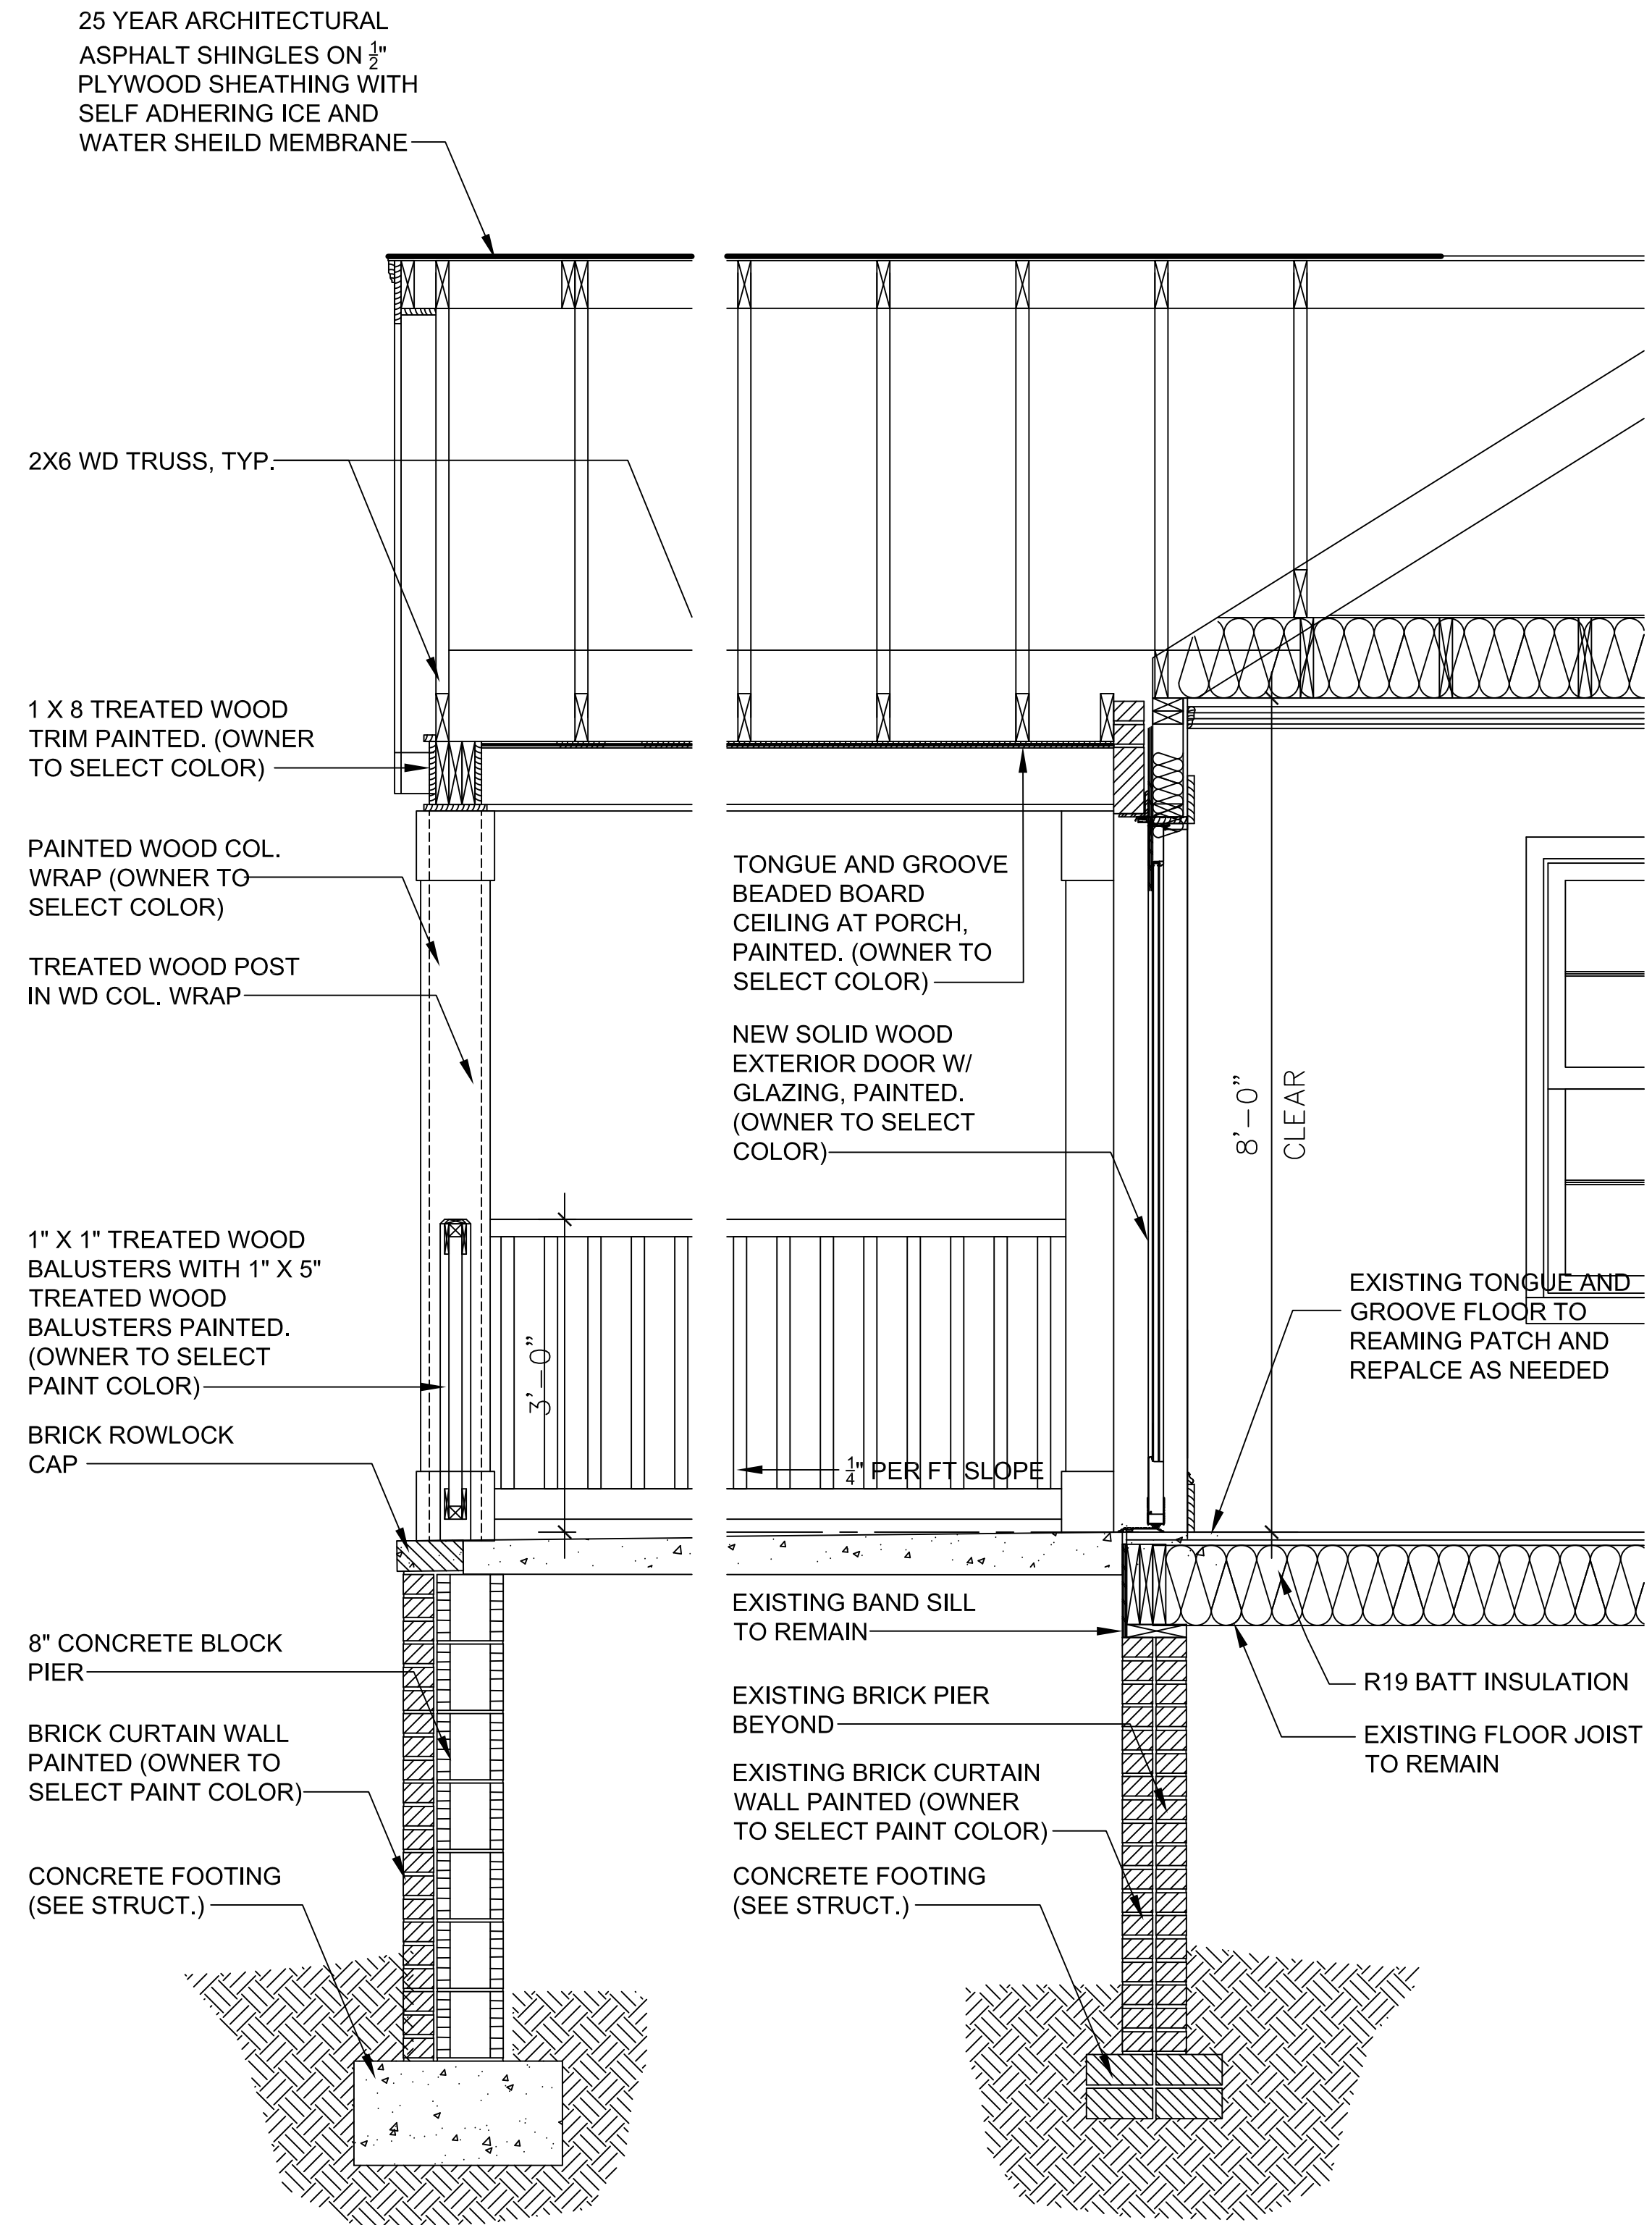 25 YEAR ARCHITECTURAL
ASPHALT SHINGLES ON 1/2"
PLYWOOD SHEATHING WITH
SELF ADHERING ICE AND
WATER SHEILD MEMBRANE
2X6 WD TRUSS, TYP.
1 X 8 TREATED WOOD
TRIM PAINTED. (OWNER
TO SELECT COLOR)
PAINTED WOOD COL.
WRAP (OWNER TO
SELECT COLOR)
TREATED WOOD POST
IN WD COL. WRAP
1" X 1" TREATED WOOD
BALUSTERS WITH 1" X 5"
TREATED WOOD
BALUSTERS PAINTED.
(OWNER TO SELECT
PAINT COLOR)
BRICK ROWLOCK
CAP
8" CONCRETE BLOCK
PIER
BRICK CURTAIN WALL
PAINTED (OWNER TO
SELECT PAINT COLOR)
CONCRETE FOOTING
(SEE STRUCT.)
3'-0"
TONGUE AND GROOVE
BEADED BOARD
CEILING AT PORCH,
PAINTED. (OWNER TO
SELECT COLOR)
NEW SOLID WOOD
EXTERIOR DOOR W/
GLAZING, PAINTED.
(OWNER TO SELECT
COLOR)
1/4" PER FT SLOPE
EXISTING BAND SILL
TO REMAIN
EXISTING BRICK PIER
BEYOND
EXISTING BRICK CURTAIN
WALL PAINTED (OWNER
TO SELECT PAINT COLOR)
CONCRETE FOOTING
(SEE STRUCT.)
8'-0"
CLEAR
EXISTING TONGUE AND
GROOVE FLOOR TO
REAMING PATCH AND
REPALCE AS NEEDED
R19 BATT INSULATION
EXISTING FLOOR JOIST
TO REMAIN